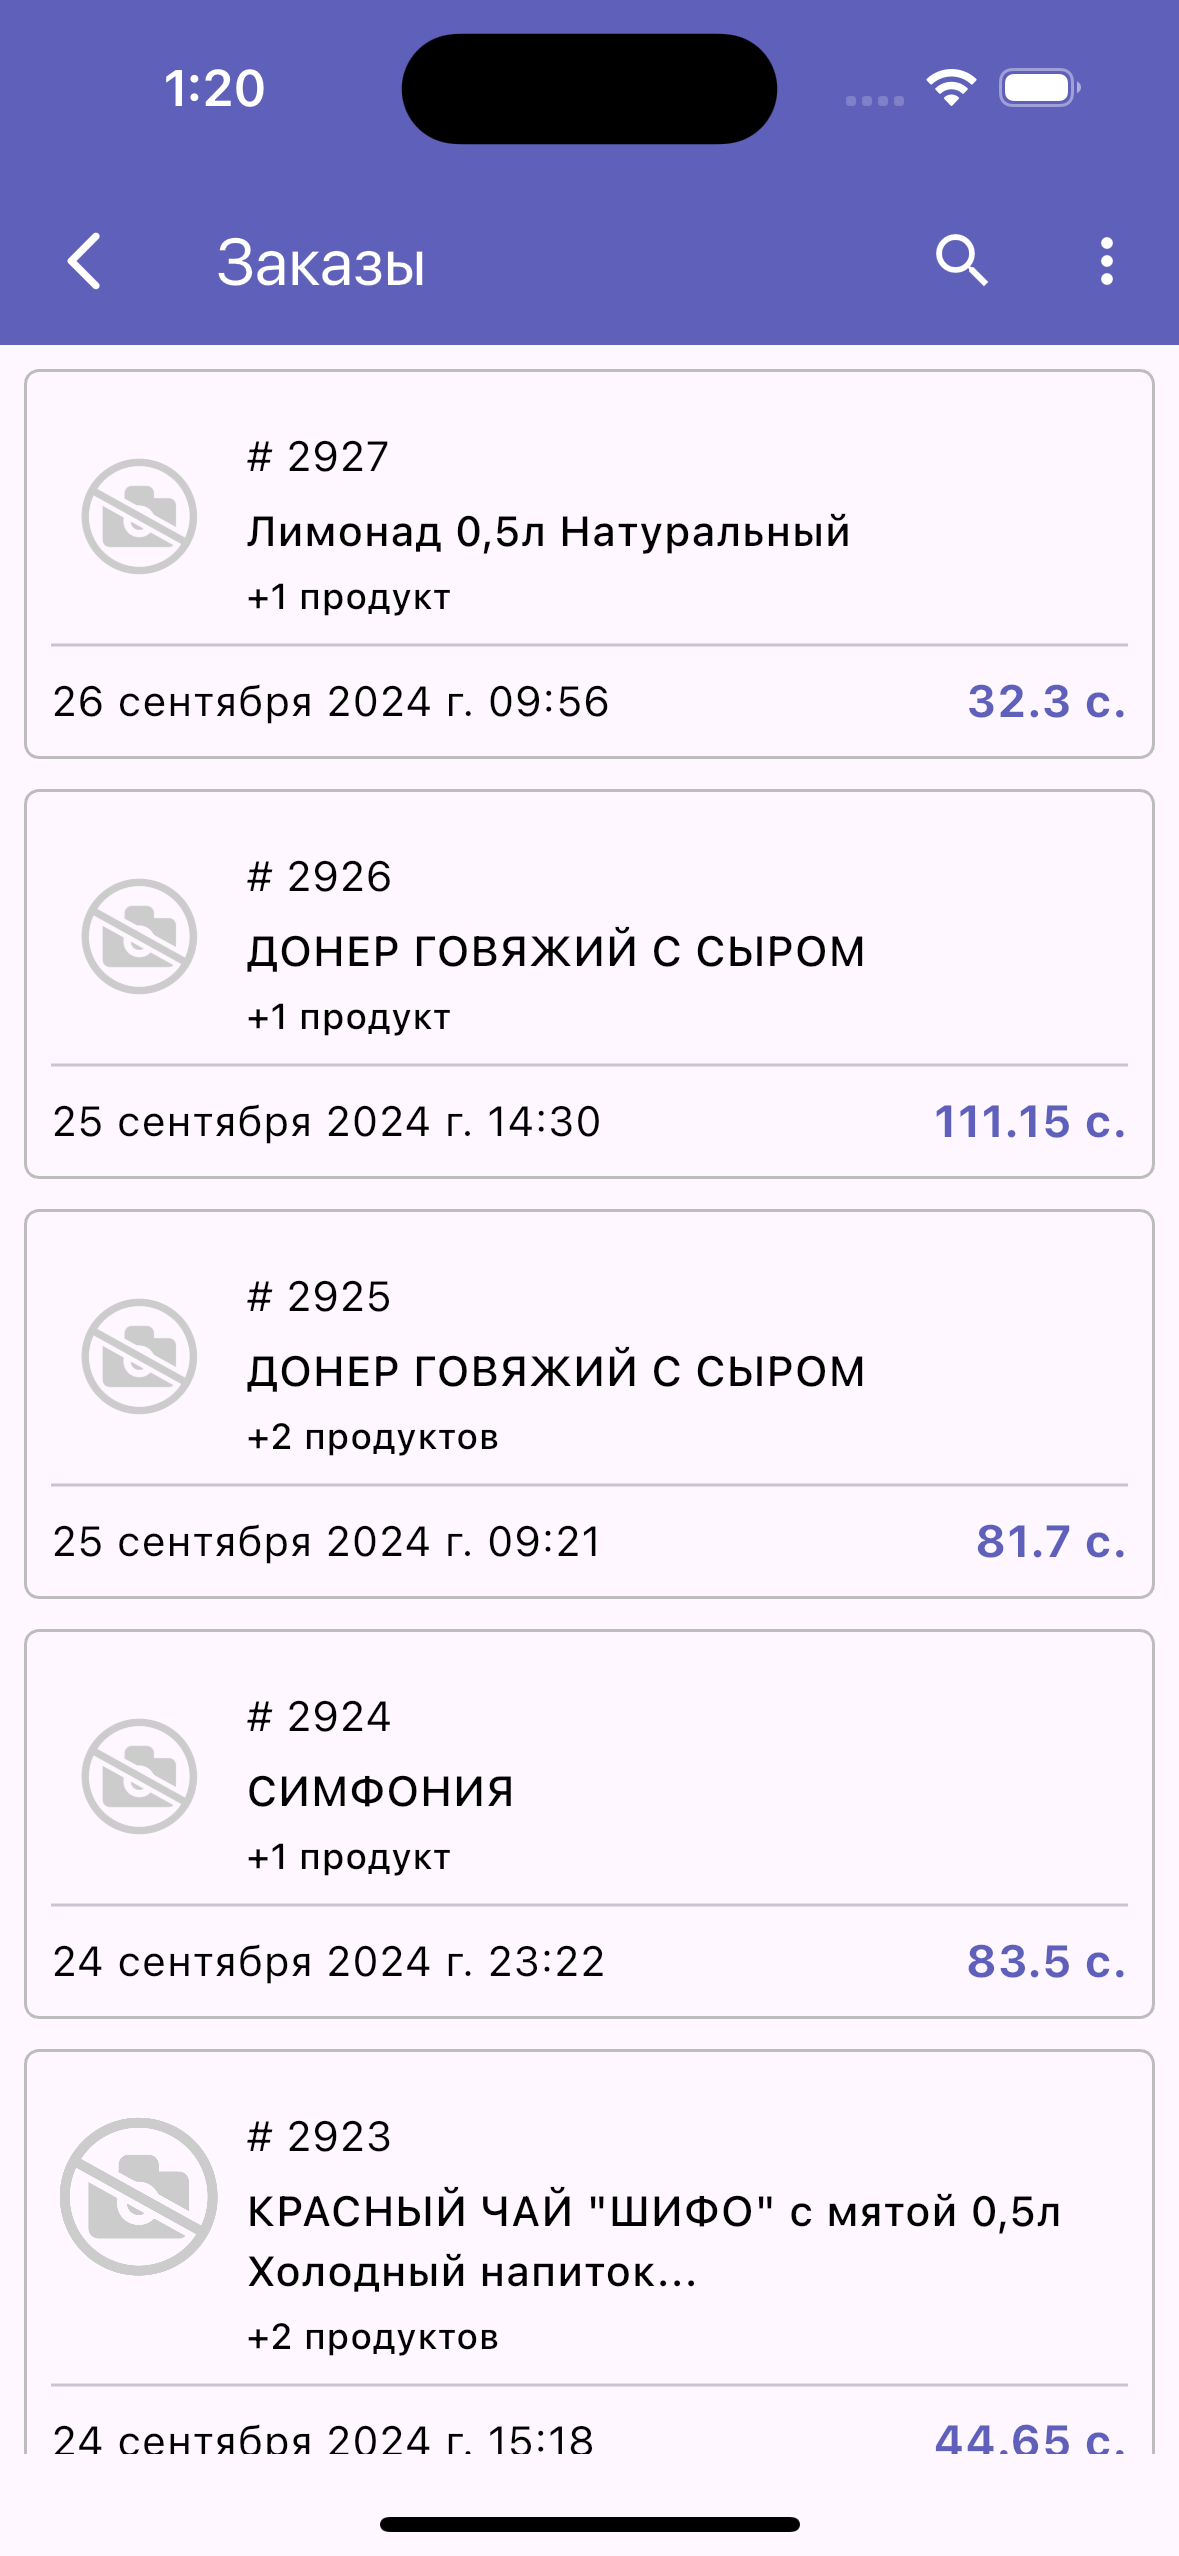 1:20
Заказы
# 2927
Лимонад 0,5л Натуральный
+1 продукт
26 сентября 2024 г. 09:56
32.3 с.
# 2926
ДОНЕР ГОВЯЖИЙ С СЫРОМ
+1 продукт
25 сентября 2024 г. 14:30
111.15 с.
# 2925
ДОНЕР ГОВЯЖИЙ С СЫРОМ
+2 продуктов
25 сентября 2024 г. 09:21
81.7 с.
# 2924
СИМФОНИЯ
+1 продукт
24 сентября 2024 г. 23:22
83.5 с.
# 2923
КРАСНЫЙ ЧАЙ "ШИФО" с мятой 0,5л
Холодный напиток...
+2 продуктов
24 сентября 2024 г. 15:18
44.65 с.